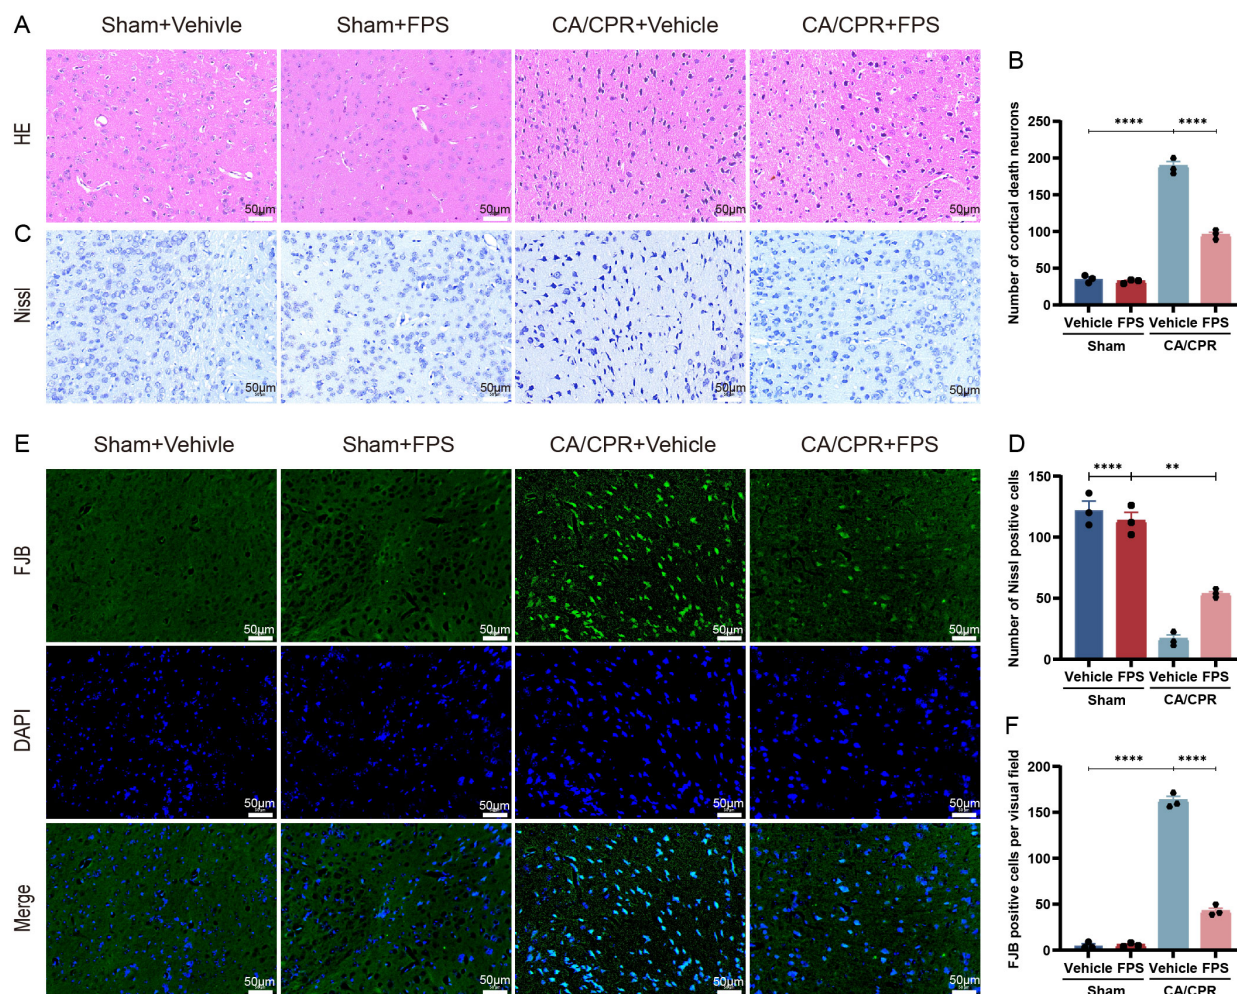 A
Sham+Vehivle
Sham+FPS
CA/CPR+Vehicle
CA/CPR+FPS
HE
50μm
50μm
50μm
50μm
C
Nissl
50μm
50μm
50μm
50μm
B
Number of cortical death neurons
250
200
150
100
50
0
****
****
Vehicle FPS Vehicle FPS
Sham CA/CPR
E
Sham+Vehivle
Sham+FPS
CA/CPR+Vehicle
CA/CPR+FPS
FJB
50μm
50μm
50μm
50μm
DAPI
50μm
50μm
50μm
50μm
Merge
50μm
50μm
50μm
50μm
D
Number of Nissl positive cells
150
100
50
0
****
**
Vehicle FPS Vehicle FPS
Sham CA/CPR
F
FJB positive cells per visual field
200
150
100
50
0
****
****
Vehicle FPS Vehicle FPS
Sham CA/CPR